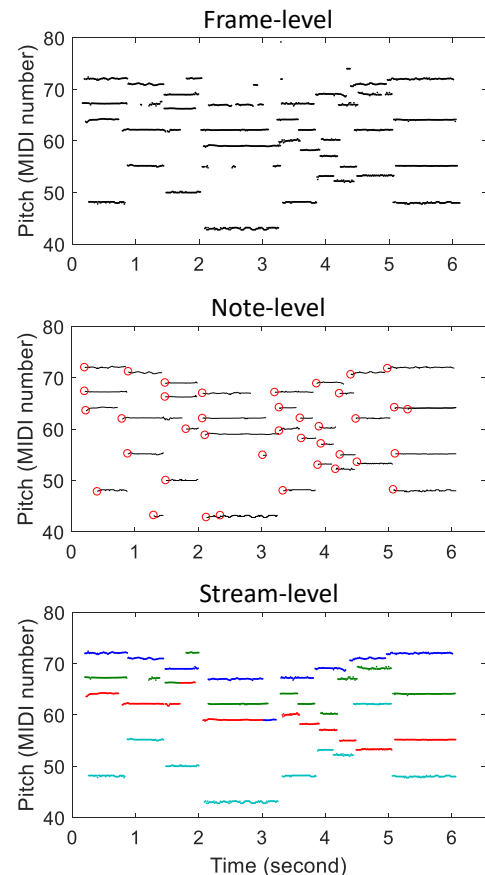 Frame-level
80
70
60
50
40
Pitch (MIDI number)
0 1 2 3 4 5 6
Note-level
80
70
60
50
40
Pitch (MIDI number)
0 1 2 3 4 5 6
Stream-level
80
70
60
50
40
Pitch (MIDI number)
0 1 2 3 4 5 6
Time (second)